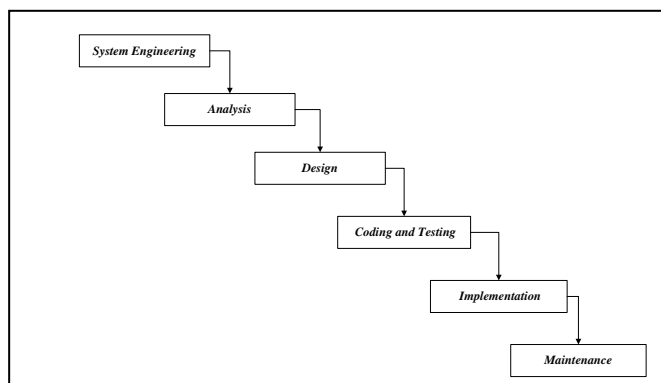 System Engineering
Analysis
Design
Coding and Testing
Implementation
Maintenance